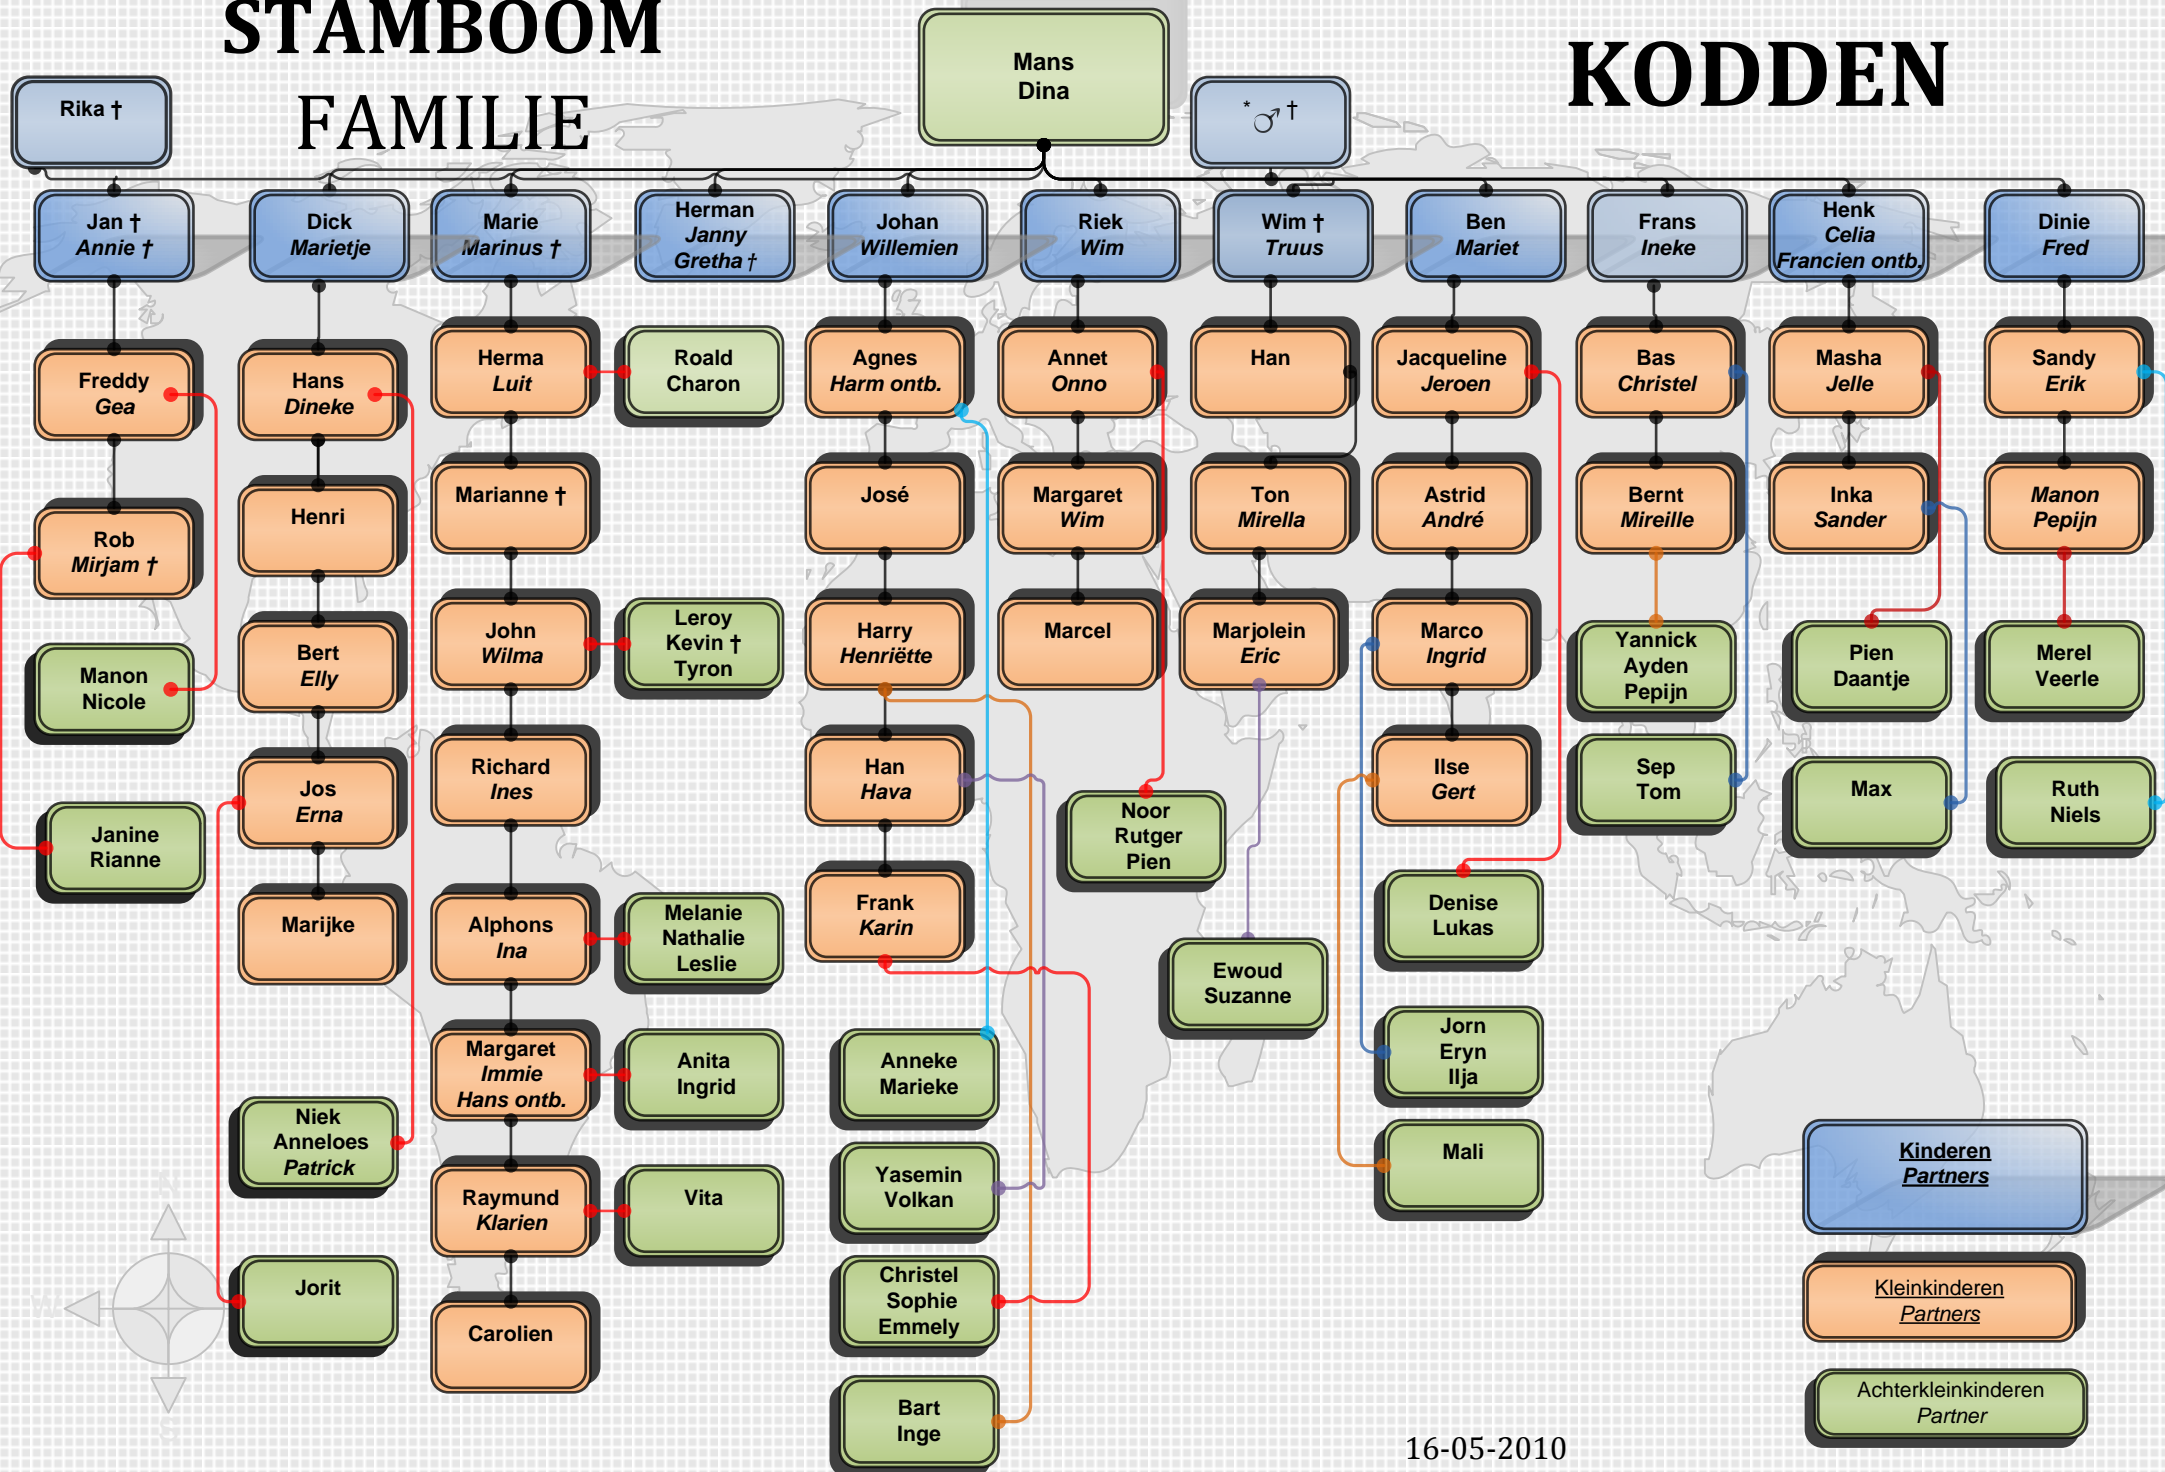 STAMBOOM
FAMILIE
KODDEN
Mans
Dina
Rika †
* ♂ †
Jan †
Annie †
Dick
Marietje
Marie
Marinus †
Herman
Janny
Gretha †
Johan
Willemien
Riek
Wim
Wim †
Truus
Ben
Mariet
Frans
Ineke
Henk
Celia
Francien ontb.
Dinie
Fred
Freddy
Gea
Rob
Mirjam †
Manon
Nicole
Janine
Rianne
Hans
Dineke
Henri
Bert
Elly
Jos
Erna
Marijke
Niek
Anneloes
Patrick
Jorit
Herma
Luit
Roald
Charon
Marianne †
John
Wilma
Leroy
Kevin †
Tyron
Richard
Ines
Alphons
Ina
Melanie
Nathalie
Leslie
Margaret
Immie
Hans ontb.
Anita
Ingrid
Raymund
Klarien
Vita
Carolien
Agnes
Harm ontb.
José
Harry
Henriëtte
Han
Hava
Frank
Karin
Anneke
Marieke
Yasemin
Volkan
Christel
Sophie
Emmely
Bart
Inge
Annet
Onno
Margaret
Wim
Marcel
Noor
Rutger
Pien
Han
Ton
Mirella
Marjolein
Eric
Ewoud
Suzanne
Jacqueline
Jeroen
Astrid
André
Marco
Ingrid
Ilse
Gert
Denise
Lukas
Jorn
Eryn
Ilja
Mali
Bas
Christel
Bernt
Mireille
Yannick
Ayden
Pepijn
Sep
Tom
Masha
Jelle
Inka
Sander
Pien
Daantje
Max
Sandy
Erik
Manon
Pepijn
Merel
Veerle
Ruth
Niels
Kinderen
Partners
Kleinkinderen
Partners
Achterkleinkinderen
Partner
16-05-2010
N
W
S